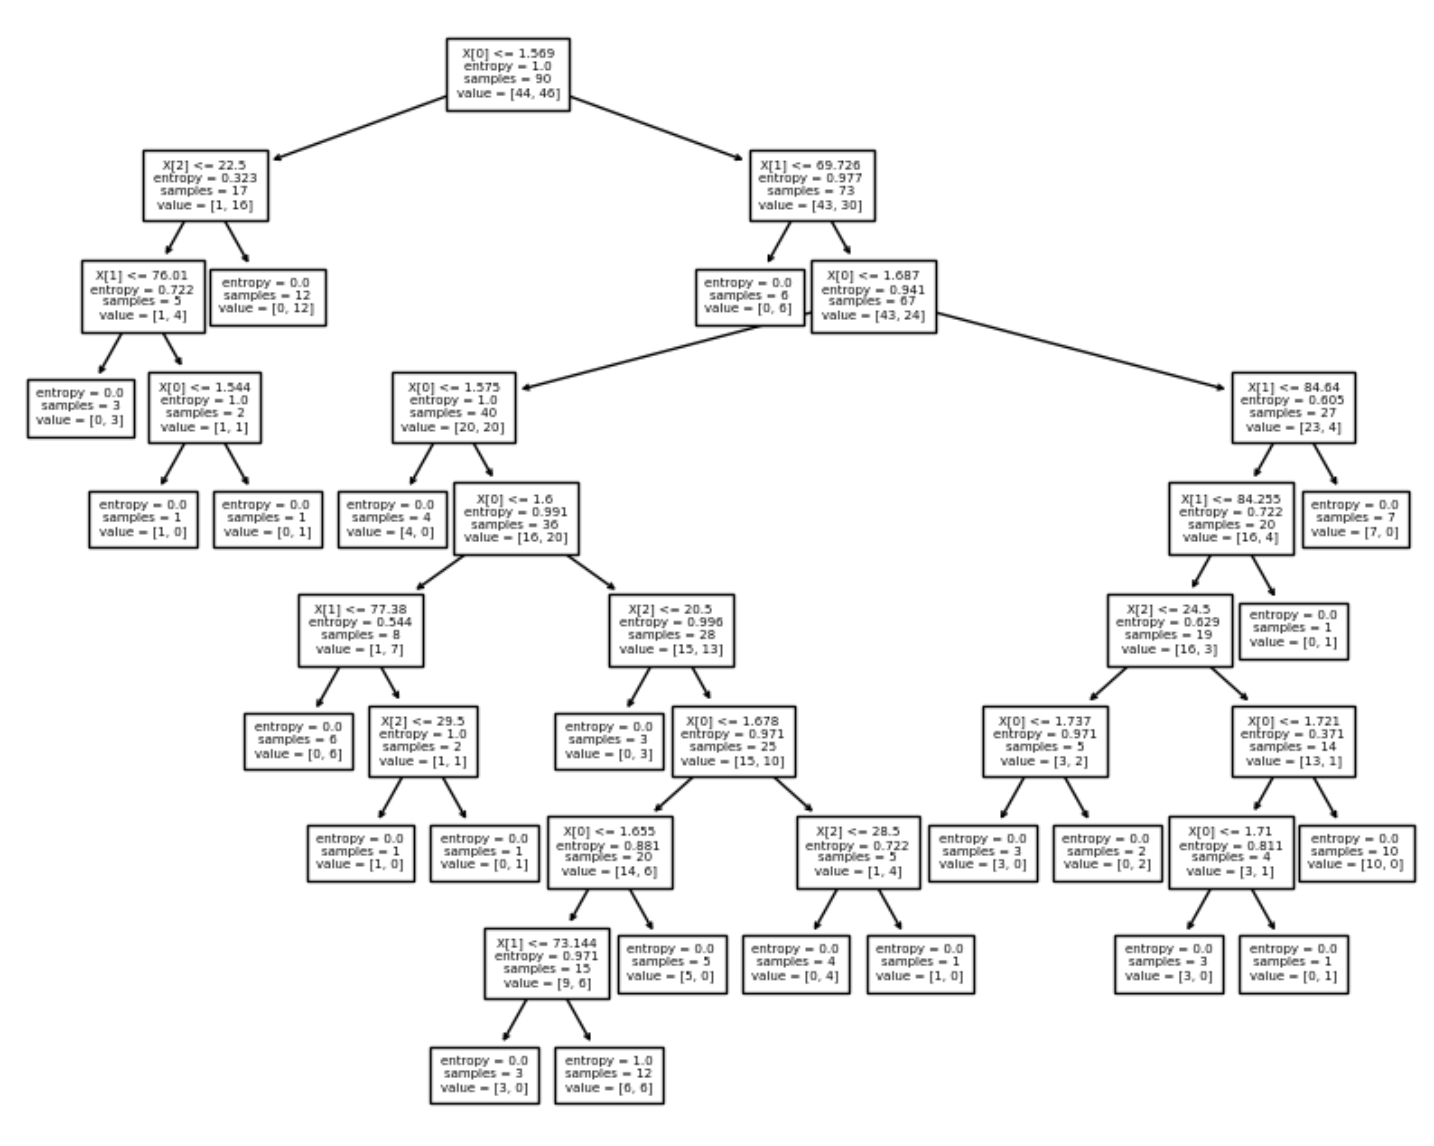 X[0] <= 1.569
entropy = 1.0
samples = 90
value = [44, 46]
X[2] <= 22.5
entropy = 0.323
samples = 17
value = [1, 16]
X[1] <= 69.726
entropy = 0.977
samples = 73
value = [43, 30]
X[1] <= 76.01
entropy = 0.722
samples = 5
value = [1, 4]
entropy = 0.0
samples = 12
value = [0, 12]
entropy = 0.0
samples = 6
value = [0, 6]
X[0] <= 1.687
entropy = 0.941
samples = 67
value = [43, 24]
entropy = 0.0
samples = 3
value = [0, 3]
X[0] <= 1.544
entropy = 1.0
samples = 2
value = [1, 1]
X[0] <= 1.575
entropy = 1.0
samples = 40
value = [20, 20]
X[1] <= 84.64
entropy = 0.605
samples = 27
value = [23, 4]
entropy = 0.0
samples = 1
value = [1, 0]
entropy = 0.0
samples = 1
value = [0, 1]
entropy = 0.0
samples = 4
value = [4, 0]
X[0] <= 1.6
entropy = 0.991
samples = 36
value = [16, 20]
X[1] <= 84.255
entropy = 0.722
samples = 20
value = [16, 4]
entropy = 0.0
samples = 7
value = [7, 0]
X[1] <= 77.38
entropy = 0.544
samples = 8
value = [1, 7]
X[2] <= 20.5
entropy = 0.996
samples = 28
value = [15, 13]
X[2] <= 24.5
entropy = 0.629
samples = 19
value = [16, 3]
entropy = 0.0
samples = 1
value = [0, 1]
entropy = 0.0
samples = 6
value = [0, 6]
X[2] <= 29.5
entropy = 1.0
samples = 2
value = [1, 1]
entropy = 0.0
samples = 3
value = [0, 3]
X[0] <= 1.678
entropy = 0.971
samples = 25
value = [15, 10]
X[0] <= 1.737
entropy = 0.971
samples = 5
value = [3, 2]
X[0] <= 1.721
entropy = 0.371
samples = 14
value = [13, 1]
entropy = 0.0
samples = 1
value = [1, 0]
entropy = 0.0
samples = 1
value = [0, 1]
X[0] <= 1.655
entropy = 0.881
samples = 20
value = [14, 6]
X[2] <= 28.5
entropy = 0.722
samples = 5
value = [1, 4]
entropy = 0.0
samples = 3
value = [3, 0]
entropy = 0.0
samples = 2
value = [0, 2]
X[0] <= 1.71
entropy = 0.811
samples = 4
value = [3, 1]
entropy = 0.0
samples = 10
value = [10, 0]
X[1] <= 73.144
entropy = 0.971
samples = 15
value = [9, 6]
entropy = 0.0
samples = 5
value = [5, 0]
entropy = 0.0
samples = 4
value = [0, 4]
entropy = 0.0
samples = 1
value = [1, 0]
entropy = 0.0
samples = 3
value = [3, 0]
entropy = 0.0
samples = 1
value = [0, 1]
entropy = 0.0
samples = 3
value = [3, 0]
entropy = 1.0
samples = 12
value = [6, 6]